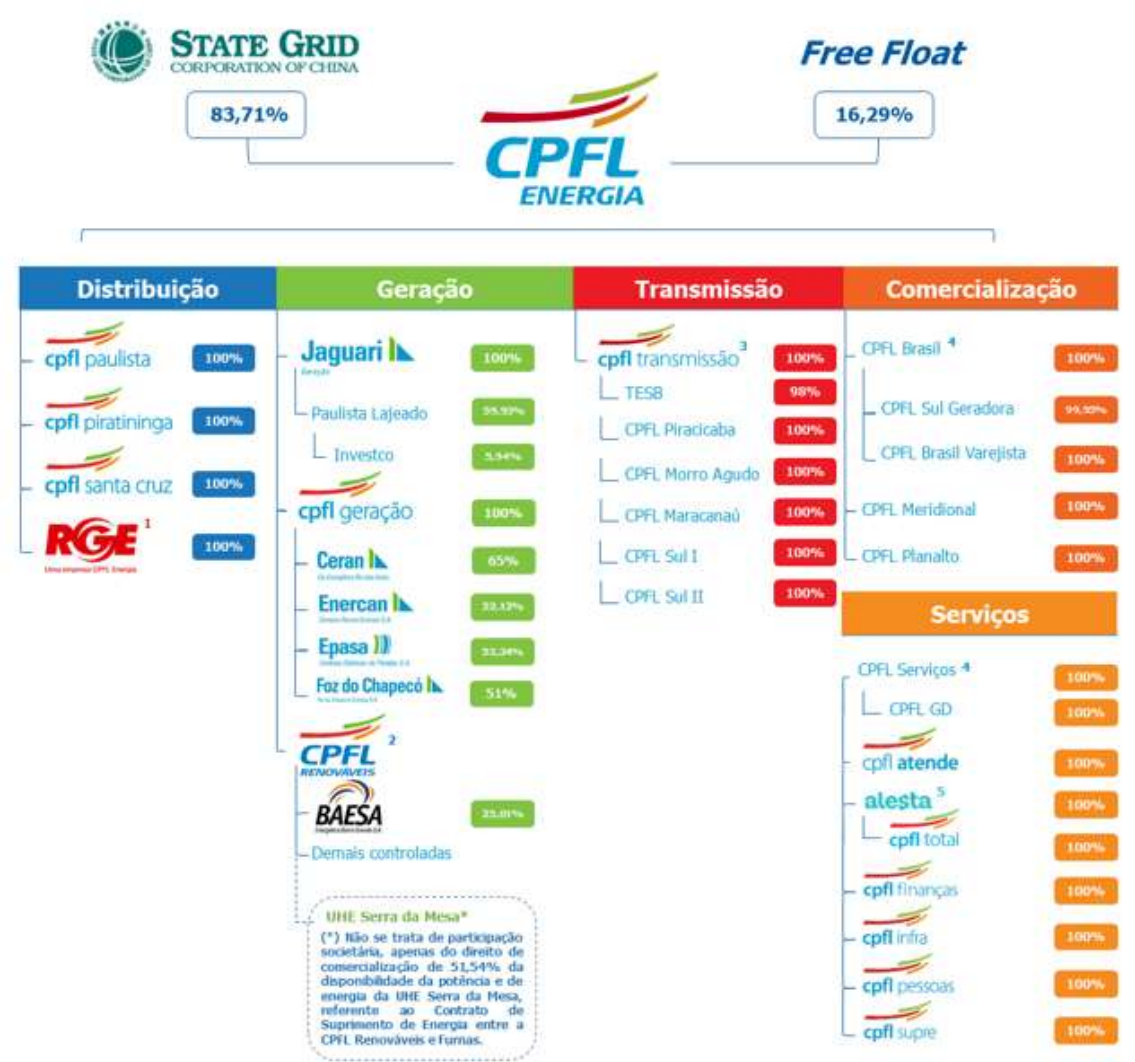 STATE GRID
CORPORATION OF CHINA
Free Float
83,71%
16,29%
CPFL
ENERGIA
Distribuição
cpfl paulista 100%
cpfl piratininga 100%
cpfl santa cruz 100%
RGE 1 100%
Uma empresa CPFL Energia
Geração
Jaguari 100%
Geração
Paulista Lajeado
Investco
cpfl geração 100%
Ceran 65%
Enercan
Epasa
Foz do Chapecó 51%
CPFL 2
RENOVÁVEIS
BAESA 25,01%
Demais controladas
UHE Serra da Mesa*
(*) Não se trata de participação
societária, apenas do direito de
comercialização de 51,54% da
disponibilidade da potência e de
energia da UHE Serra da Mesa,
referente ao Contrato de
Suprimento de Energia entre a
CPFL Renováveis e Furnas.
Transmissão
cpfl transmissão 3 100%
TESB 98%
CPFL Piracicaba 100%
CPFL Morro Agudo 100%
CPFL Maracanaú 100%
CPFL Sul I 100%
CPFL Sul II 100%
Comercialização
CPFL Brasil 4 100%
CPFL Sul Geradora
CPFL Brasil Varejista 100%
CPFL Meridional 100%
CPFL Planalto 100%
Serviços
CPFL Serviços 4 100%
CPFL GD 100%
cpfl atende 100%
alesta 5 100%
cpfl total 100%
cpfl finanças 100%
cpfl infra 100%
cpfl pessoas 100%
cpfl supre 100%